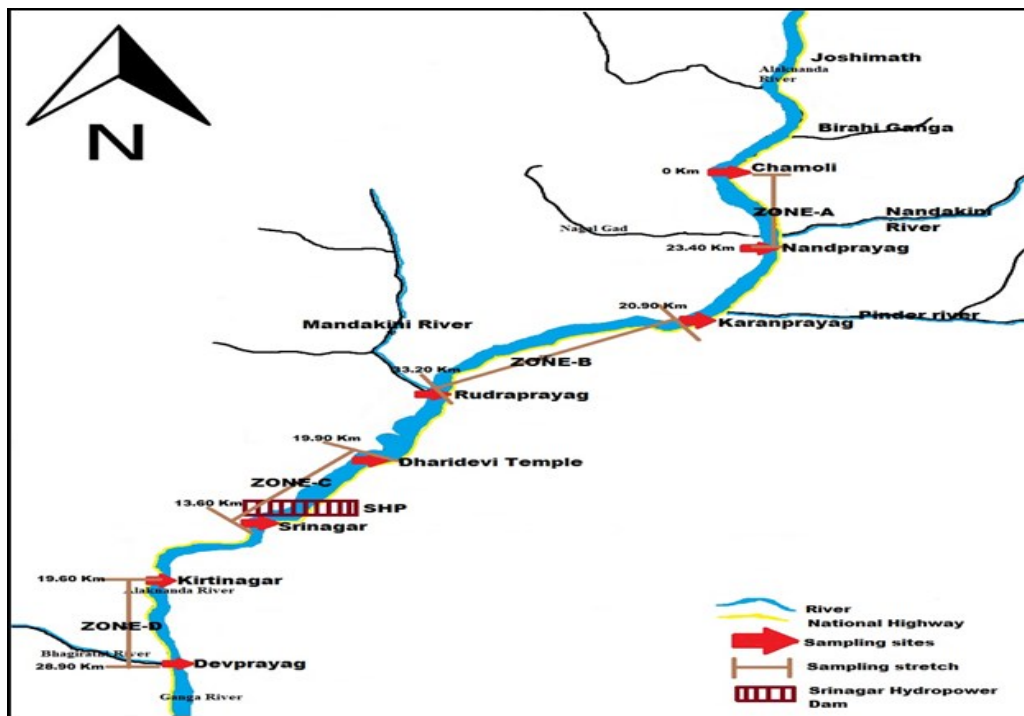 Joshimath
Alaknanda
River
N
Birahi Ganga
0 Km
Chamoli
ZONE-A
Nandakini
River
Nagal Gad
23.40 Km
Nandprayag
20.90 Km
Karanprayag
Pinder river
Mandakini River
ZONE-B
33.20 Km
Rudraprayag
19.90 Km
Dharidevi Temple
ZONE-C
13.60 Km
SHP
Srinagar
19.60 Km
Kirtinagar
Alaknanda River
ZONE-D
Bhagirathi River
28.90 Km
Devprayag
Ganga River
River
National Highway
Sampling sites
Sampling stretch
Srinagar Hydropower
Dam